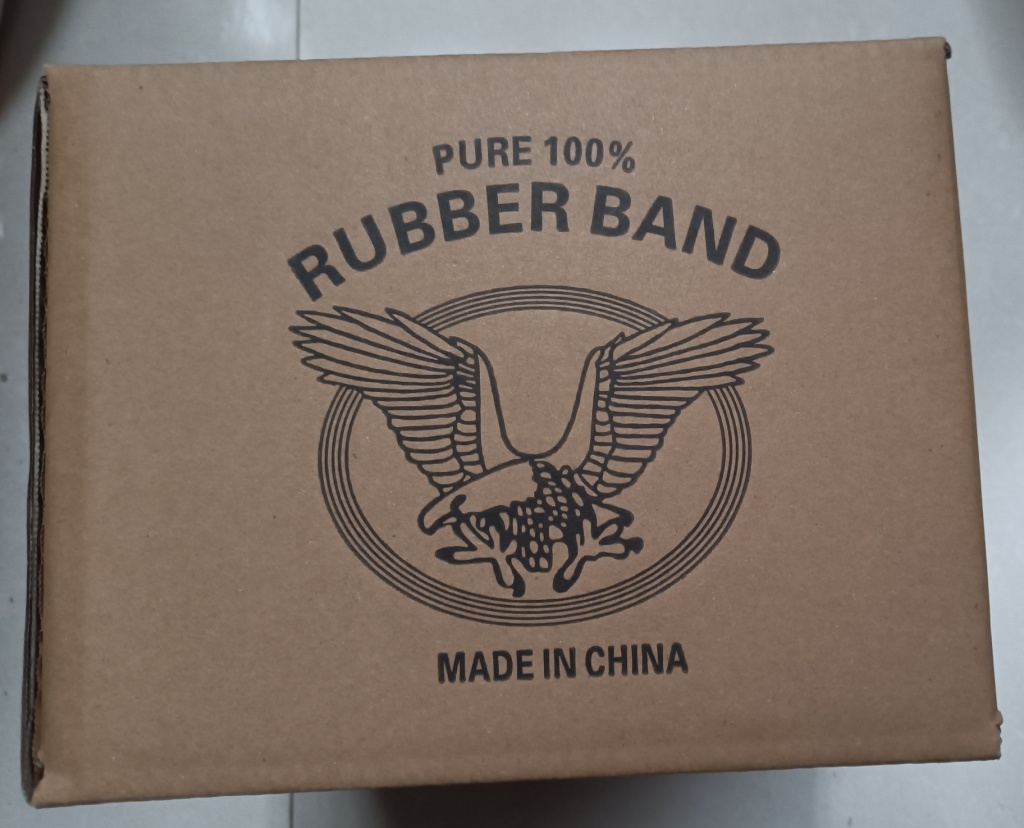 PURE 100%
RUBBER BAND
MADE IN CHINA